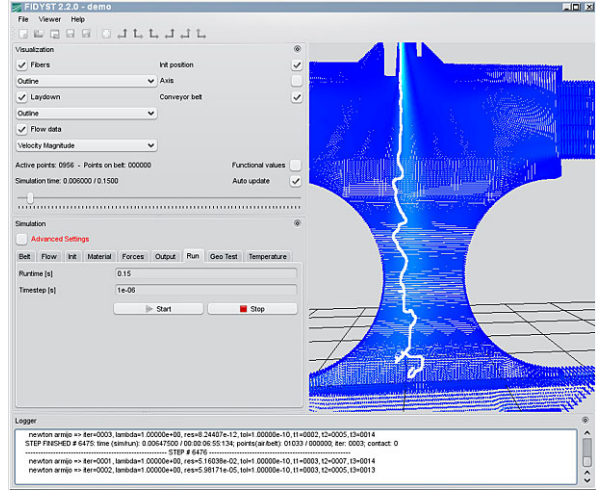 FIDYST 2.2.0 - demo
File Viewer Help
Visualization
Fibers Init position
Outline Axis
Laydown Conveyor belt
Outline
Flow data
Velocity Magnitude
Active points: 0956 - Points on belt: 000000 Functional values
Simulation time: 0.006000 / 0.1500 Auto update
Simulation
Advanced Settings
Belt Flow Init Material Forces Output Run Geo Test Temperature
Runtime [s] 0.15
Timestep [s] 1e-06
Start Stop
Logger
newton armijo => iter=0003, lambda=1.00000e+00, res=8.24407e-12, tol=1.00000e-10, t1=0002, t2=0005, t3=0014
STEP FINISHED # 6475: time (sim/run): 0.00647500 / 00:00:06:55:134; points(air/belt): 01033 / 000000; iter: 0003; contact: 0
---------- STEP # 6476 ----------
newton armijo => iter=0001, lambda=1.00000e+00, res=5.16038e-02, tol=1.00000e-10, t1=0003, t2=0007, t3=0014
newton armijo => iter=0002, lambda=1.00000e+00, res=5.98171e-05, tol=1.00000e-10, t1=0003, t2=0005, t3=0013